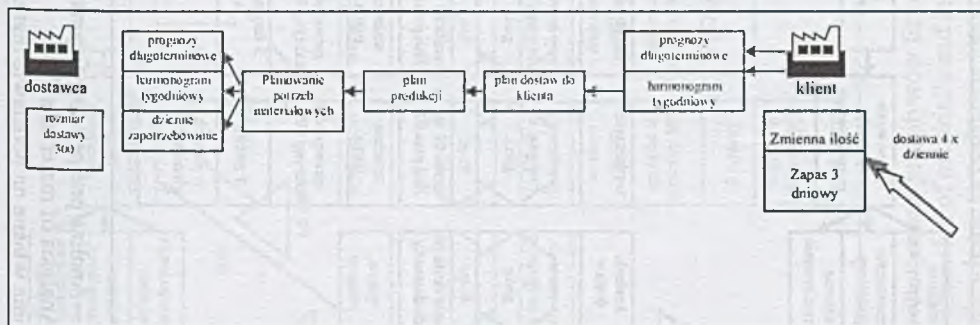 dostawca
rozmiar
dostawy
300
prognozy
długoterminowe
harmonogram
tygodniowy
dzienne
zapotrzebowanie
Planowanie
potrzeb
materiałowych
plan
produkcji
plan dostaw do
klienta
prognozy
długoterminowe
harmonogram
tygodniowy
klient
Zmienna ilość
Zapas 3
dniowy
dostawa 4 x
dziennie